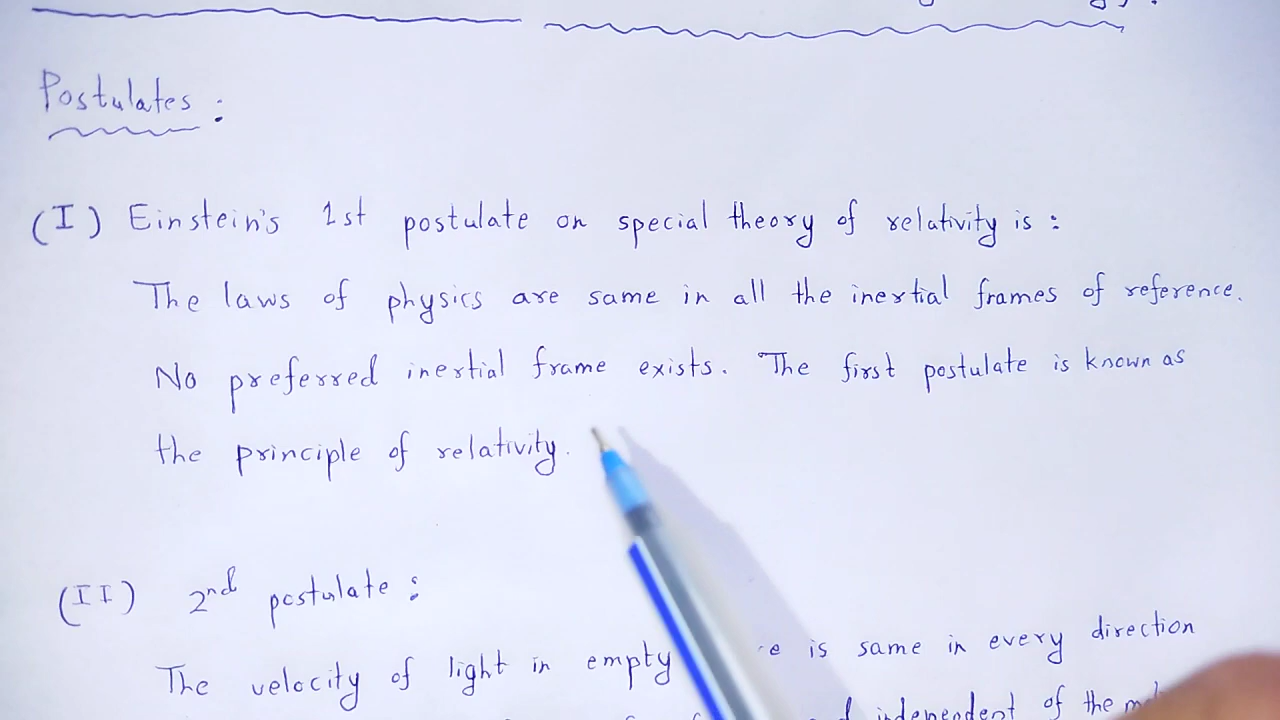 Postulates :
(I) Einstein's 1st postulate on special theory of relativity is :
The laws of physics are same in all the inertial frames of reference.
No preferred inertial frame exists. The first postulate is known as
the principle of relativity.
(II) 2nd postulate :
The velocity of light in empty is same in every direction
independent of the